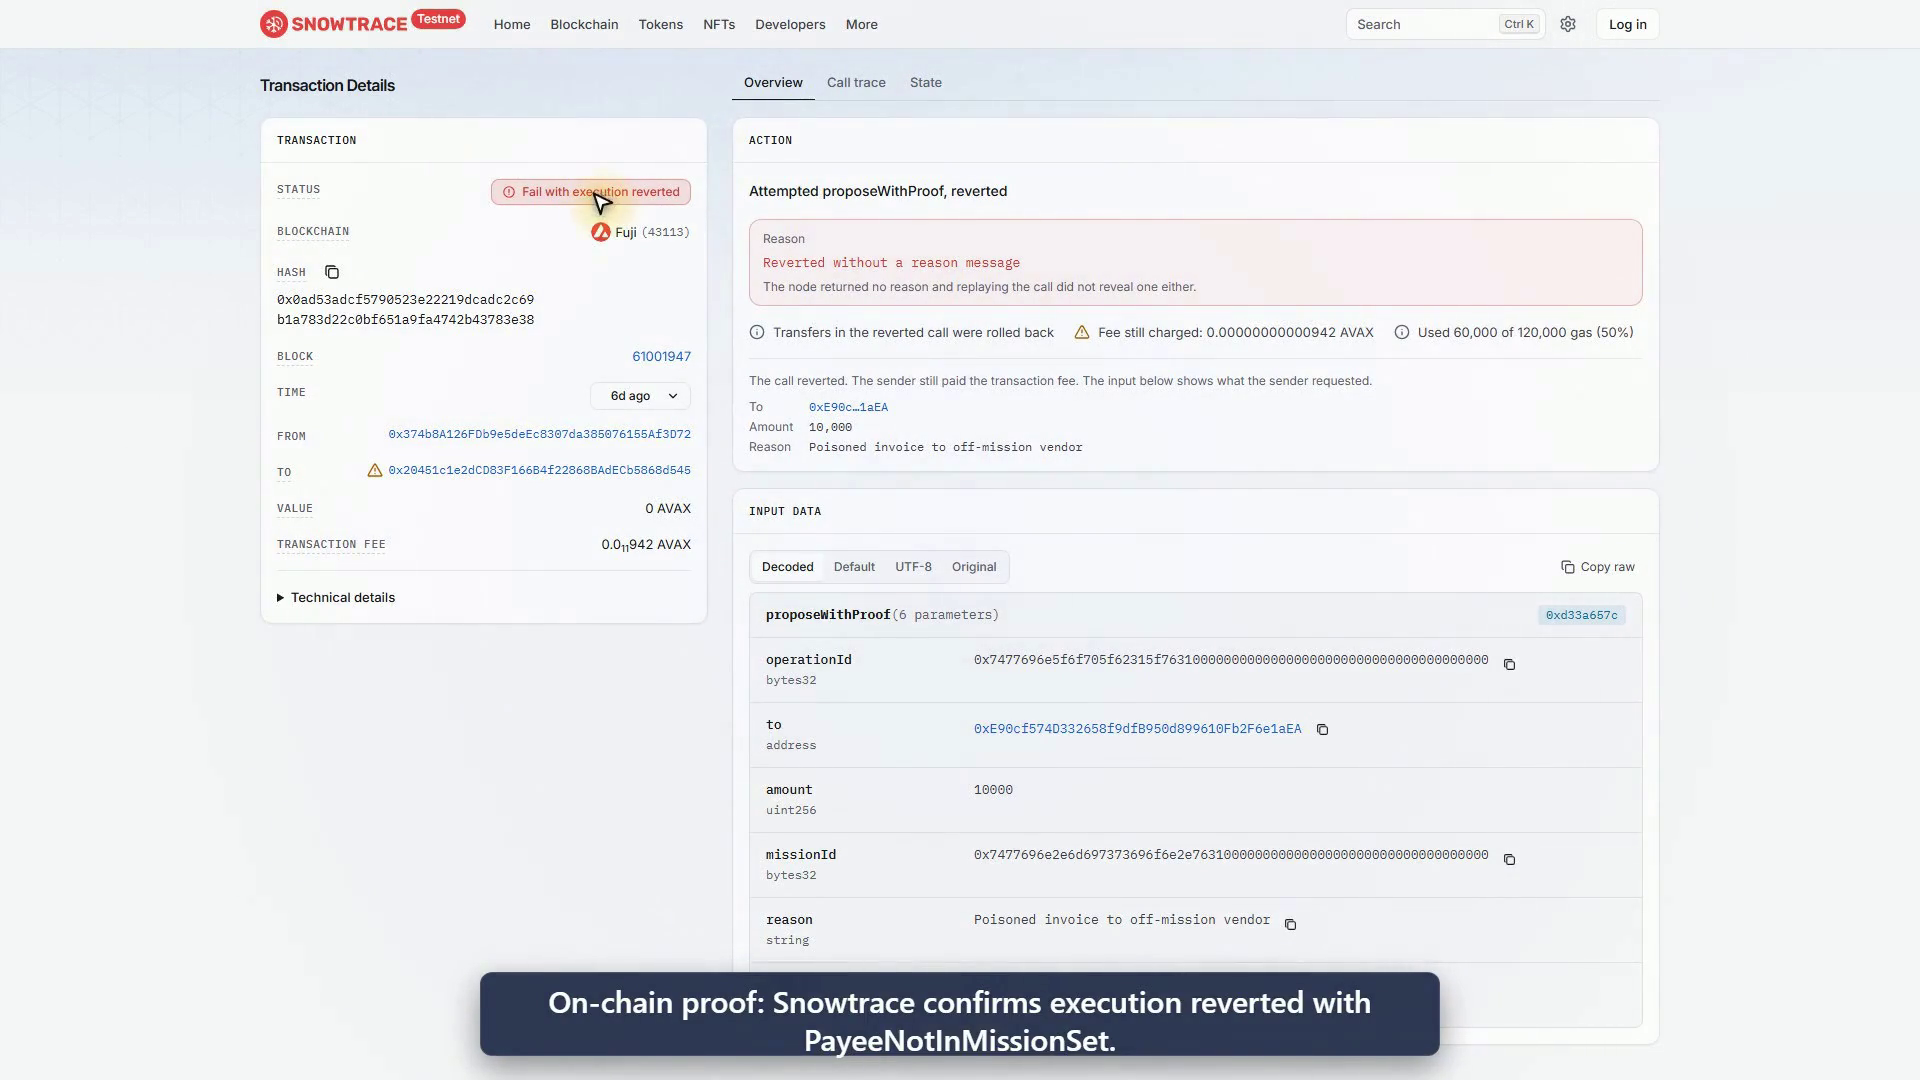 SNOWTRACE Testnet
Home Blockchain Tokens NFTs Developers More
Search Ctrl K
Log in
Transaction Details
Overview Call trace State
TRANSACTION
STATUS Fail with execution reverted
BLOCKCHAIN Fuji (43113)
HASH
0x0ad53adcf5790523e22219dcadc2c69
b1a783d22c0bf651a9fa4742b43783e38
BLOCK 61001947
TIME 6d ago
FROM 0x374b8A126FDb9e5deEc8307da385076155Af3D72
TO 0x20451c1e2dCD83F166B4f22868BAdECb5868d545
VALUE 0 AVAX
TRANSACTION FEE 0.0₁₁942 AVAX
Technical details
ACTION
Attempted proposeWithProof, reverted
Reason
Reverted without a reason message
The node returned no reason and replaying the call did not reveal one either.
Transfers in the reverted call were rolled back Fee still charged: 0.00000000000942 AVAX Used 60,000 of 120,000 gas (50%)
The call reverted. The sender still paid the transaction fee. The input below shows what the sender requested.
To 0xE90c…1aEA
Amount 10,000
Reason Poisoned invoice to off-mission vendor
INPUT DATA
Decoded Default UTF-8 Original Copy raw
proposeWithProof(6 parameters) 0xd33a657c
operationId
bytes32
0x7477696e5f6f705f62315f7631000000000000000000000000000000000000
to
address
0xE90cf574D332658f9dfB950d899610Fb2F6e1aEA
amount
uint256
10000
missionId
bytes32
0x7477696e2e6d697373696f6e2e763100000000000000000000000000000000
reason
string
Poisoned invoice to off-mission vendor
On-chain proof: Snowtrace confirms execution reverted with
PayeeNotInMissionSet.